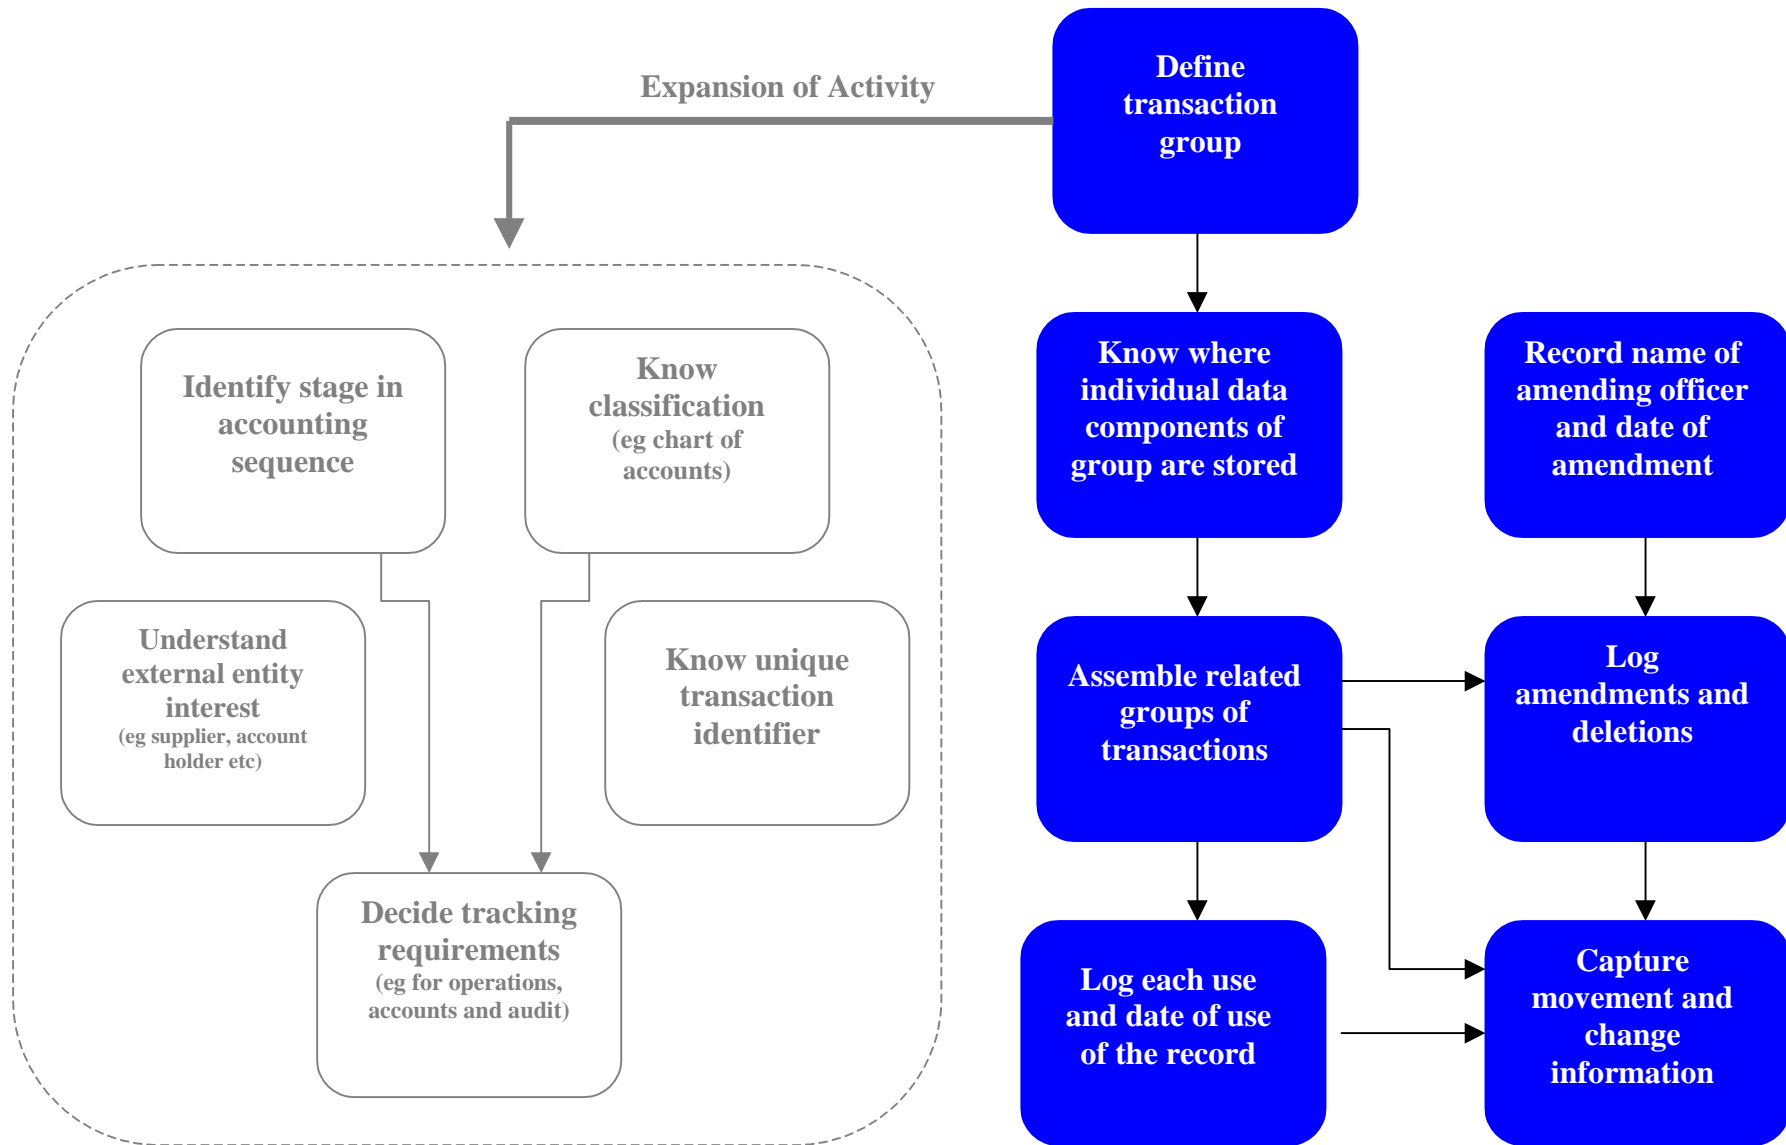 Expansion of Activity
Define
transaction
group
Identify stage in
accounting
sequence
Know
classification
(eg chart of
accounts)
Know where
individual data
components of
group are stored
Record name of
amending officer
and date of
amendment
Understand
external entity
interest
(eg supplier, account
holder etc)
Know unique
transaction
identifier
Assemble related
groups of
transactions
Log
amendments and
deletions
Decide tracking
requirements
(eg for operations,
accounts and audit)
Log each use
and date of use
of the record
Capture
movement and
change
information